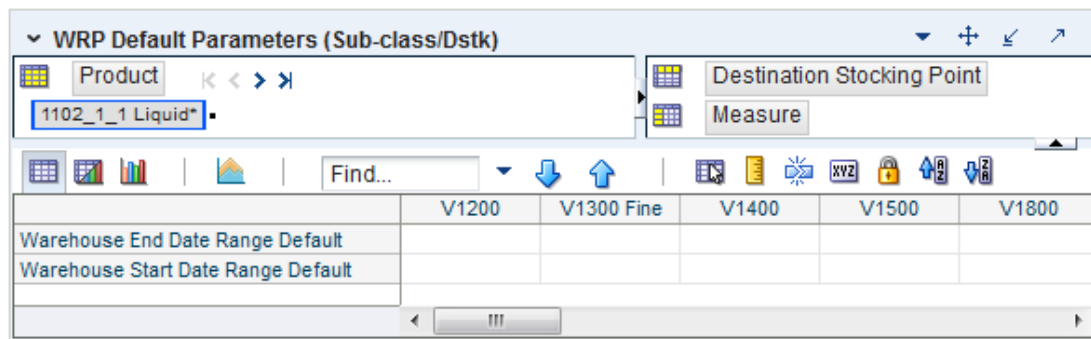 WRP Default Parameters (Sub-class/Dstk)
Product
Destination Stocking Point
1102_1_1 Liquid*
Measure
Find...
XYZ
A Z
Z A
V1200 V1300 Fine V1400 V1500 V1800
Warehouse End Date Range Default
Warehouse Start Date Range Default